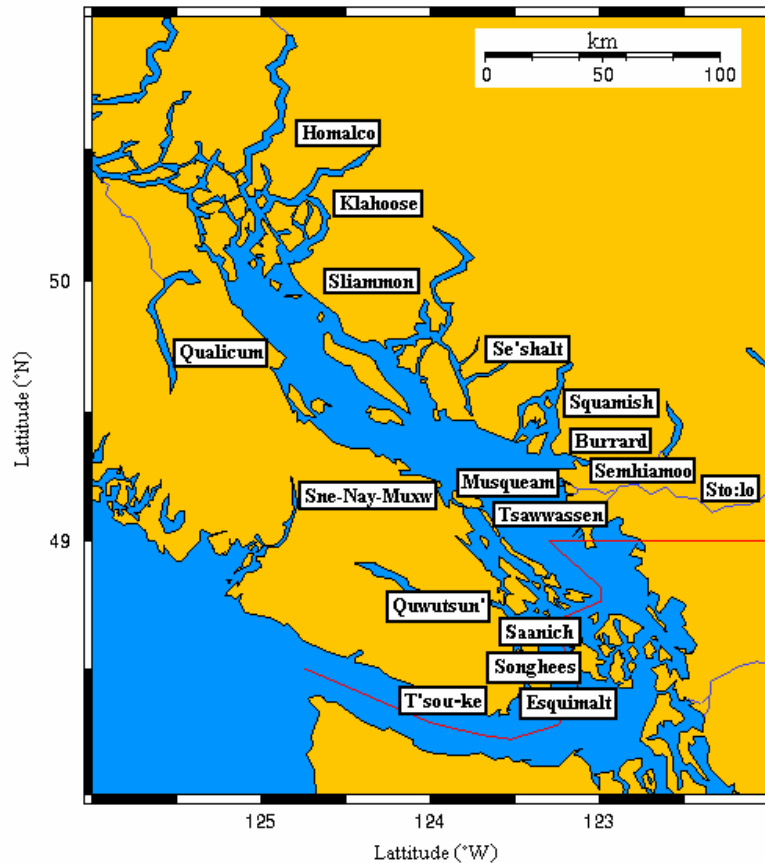 km
0 50 100
Homalco
Klahoose
50
Sliammon
Qualicum
Se'shalt
Squamish
Burrard
Semhiamoo
Musqueam
Sto:lo
Sne-Nay-Muxw
Tsawwassen
49
Quwutsun'
Saanich
Songhees
T'sou-ke
Esquimalt
125 124 123
Lattitude (°N)
Lattitude (°W)